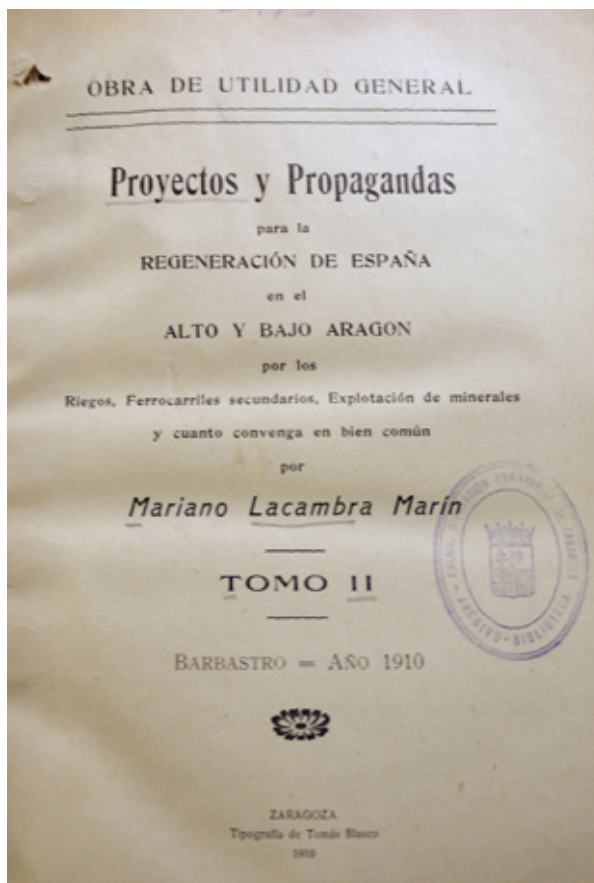 OBRA DE UTILIDAD GENERAL
Proyectos y Propagandas
para la
REGENERACIÓN DE ESPAÑA
en el
ALTO Y BAJO ARAGON
por los
Riegos, Ferrocarriles secundarios, Explotación de minerales
y cuanto convenga en bien común
por
Mariano Lacambra Marín
TOMO II
BARBASTRO = AÑO 1910
ZARAGOZA
Tipografía de Tomás Blasco
1910
ARCHIVO-BIBLIOTECA